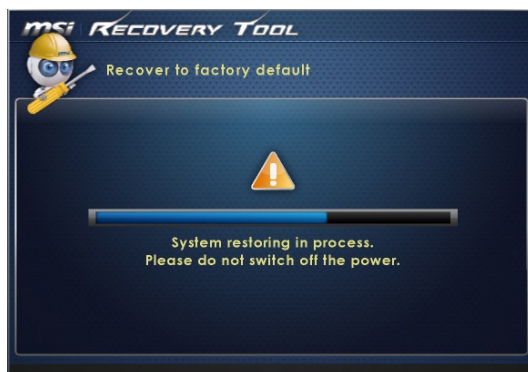 msi RECOVERY TOOL
Recover to factory default
System restoring in process.
Please do not switch off the power.